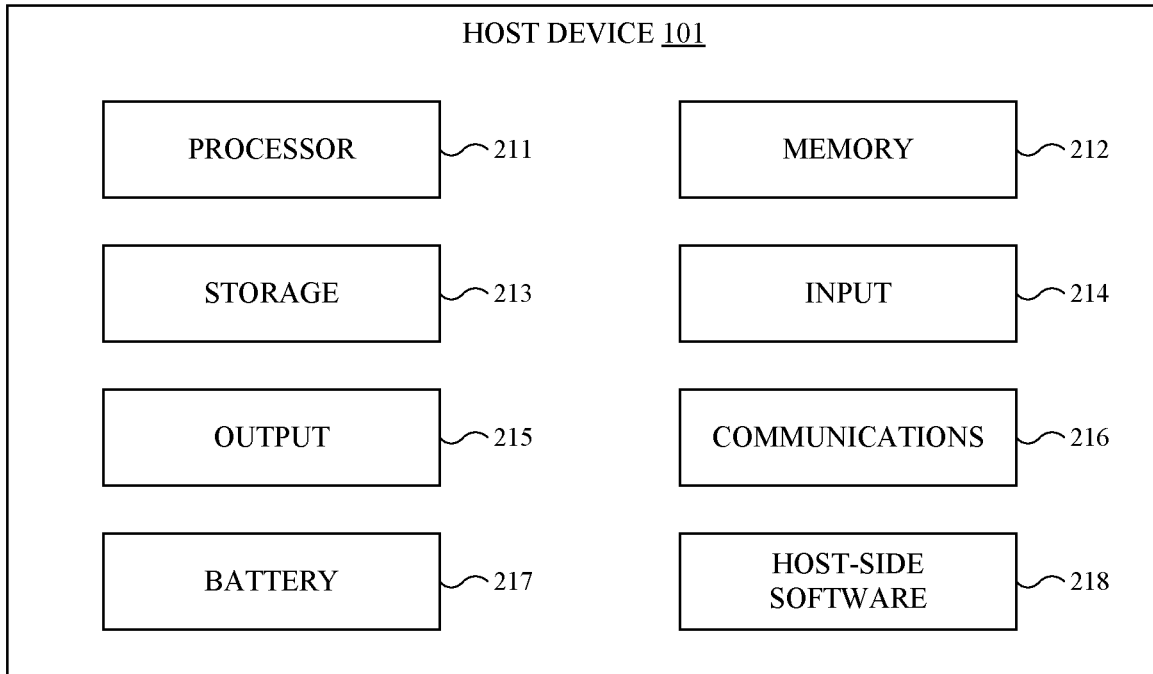 HOST DEVICE 101
PROCESSOR 211
MEMORY 212
STORAGE 213
INPUT 214
OUTPUT 215
COMMUNICATIONS 216
BATTERY 217
HOST-SIDE
SOFTWARE 218